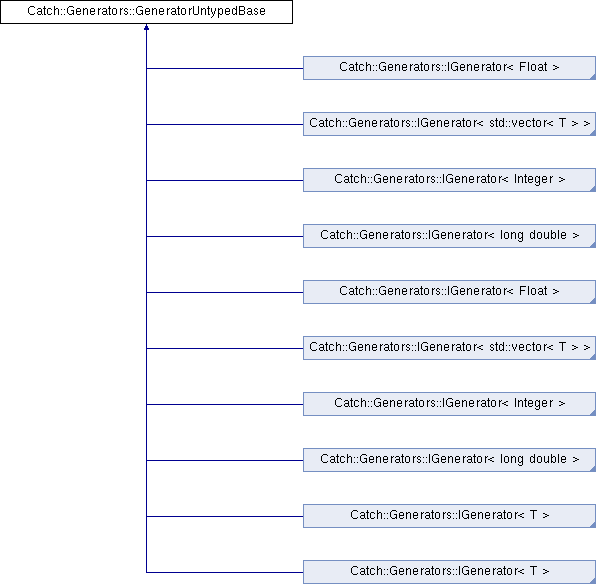 Catch::Generators::GeneratorUntypedBase
Catch::Generators::IGenerator< Float >
Catch::Generators::IGenerator< std::vector< T > >
Catch::Generators::IGenerator< Integer >
Catch::Generators::IGenerator< long double >
Catch::Generators::IGenerator< Float >
Catch::Generators::IGenerator< std::vector< T > >
Catch::Generators::IGenerator< Integer >
Catch::Generators::IGenerator< long double >
Catch::Generators::IGenerator< T >
Catch::Generators::IGenerator< T >